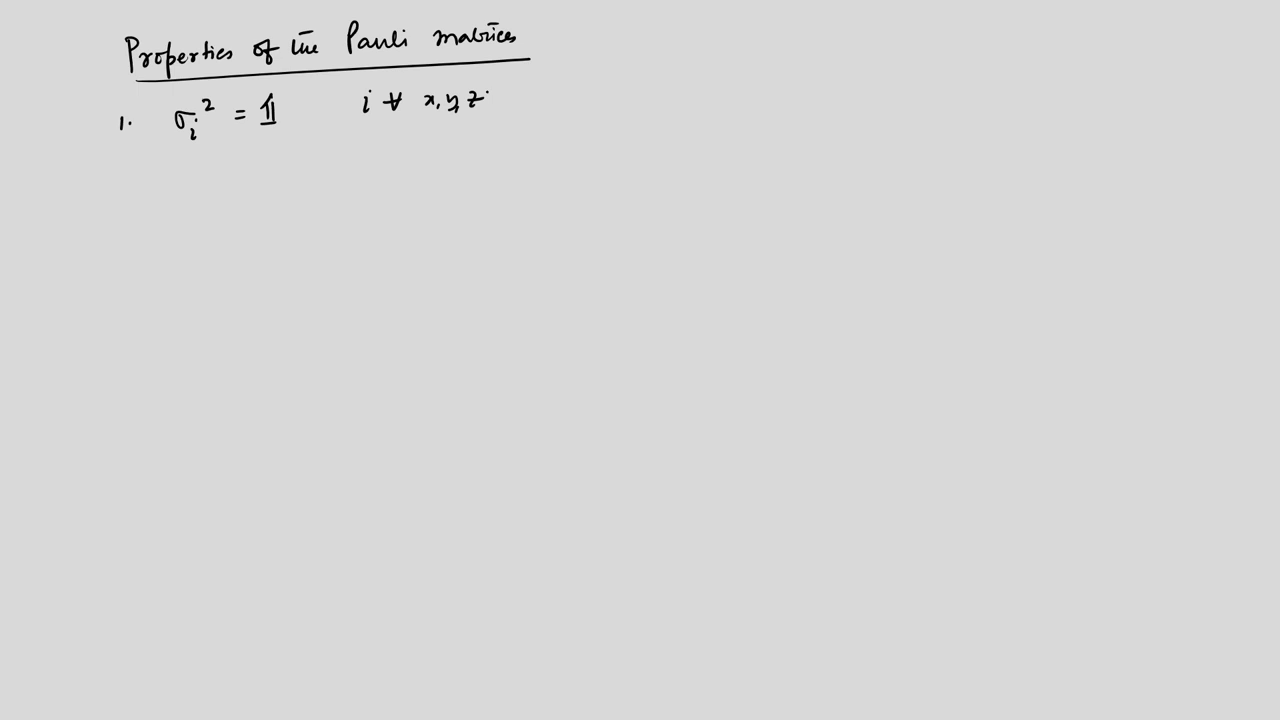 Properties of the Pauli matrices
1. σᵢ² = 𝟙 i ∀ x, y, z.